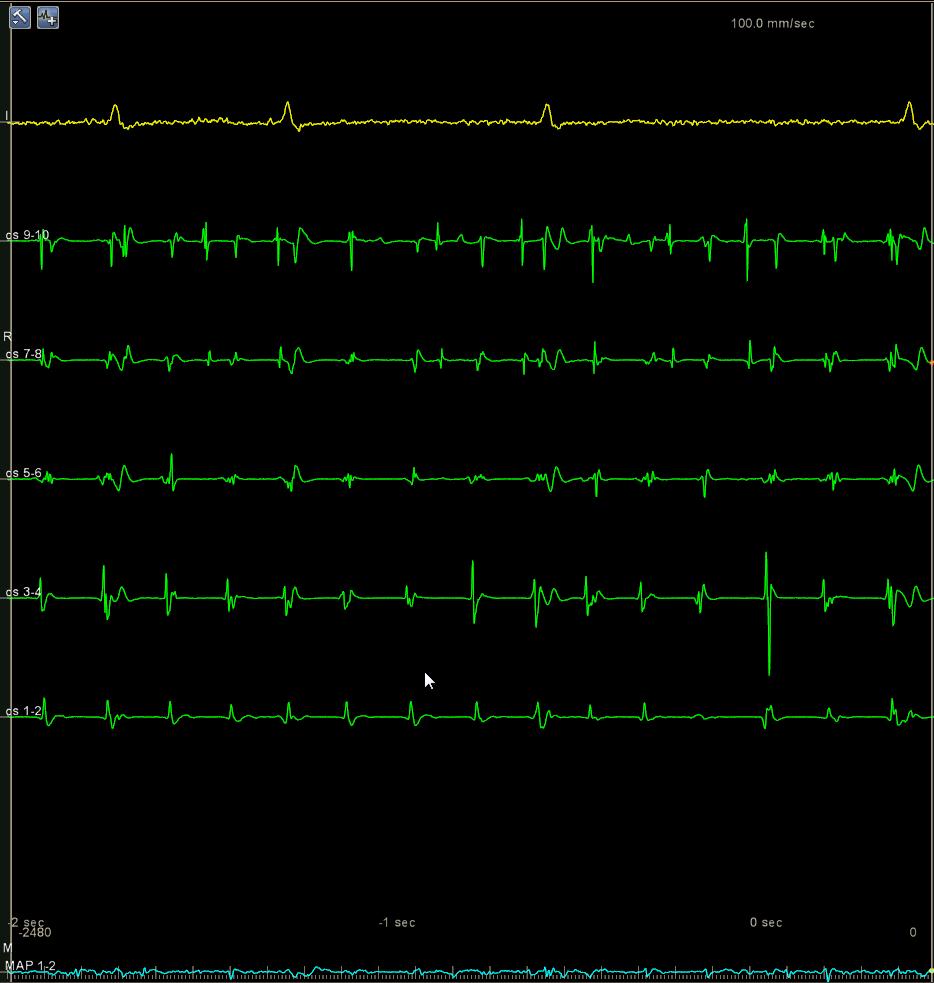 100.0 mm/sec
I
cs 9-10
R
cs 7-8
cs 5-6
cs 3-4
cs 1-2
-2 sec
-1 sec
0 sec
-2480
0
M
MAP 1-2